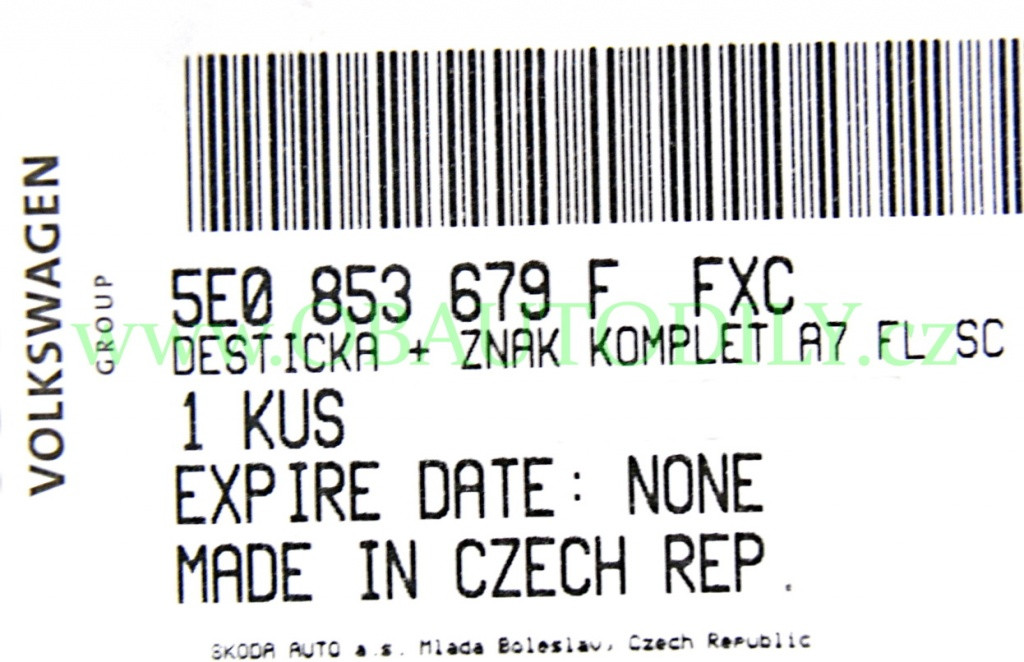 VOLKSWAGEN
GROUP
5E0 853 679 F FXC
www.OBAUTODILY.cz
DESTICKA + ZNAK KOMPLET A7 FL SC
1 KUS
EXPIRE DATE: NONE
MADE IN CZECH REP.
SKODA AUTO a.s. Mlada Boleslav, Czech Republic